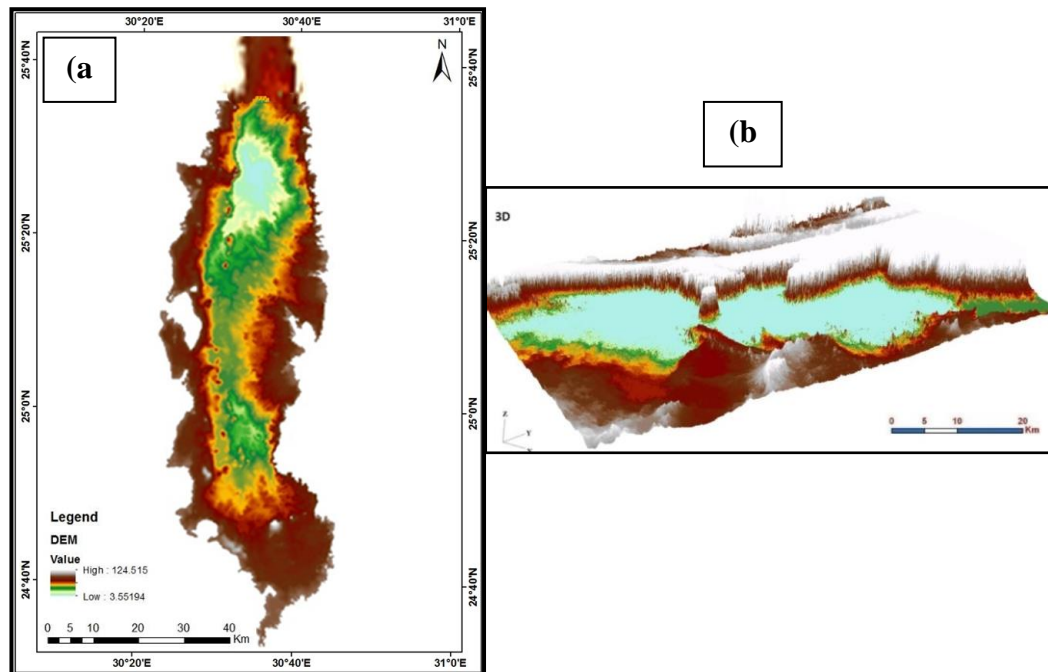 (a
30°20'E
30°40'E
31°0'E
25°40'N
25°40'N
N
25°20'N
25°20'N
25°0'N
25°0'N
24°40'N
24°40'N
Legend
DEM
Value
High : 124.515
Low : 3.55194
0 5 10 20 30 40
Km
30°20'E
30°40'E
31°0'E
(b
3D
Z
Y
X
0 5 10 20
Km